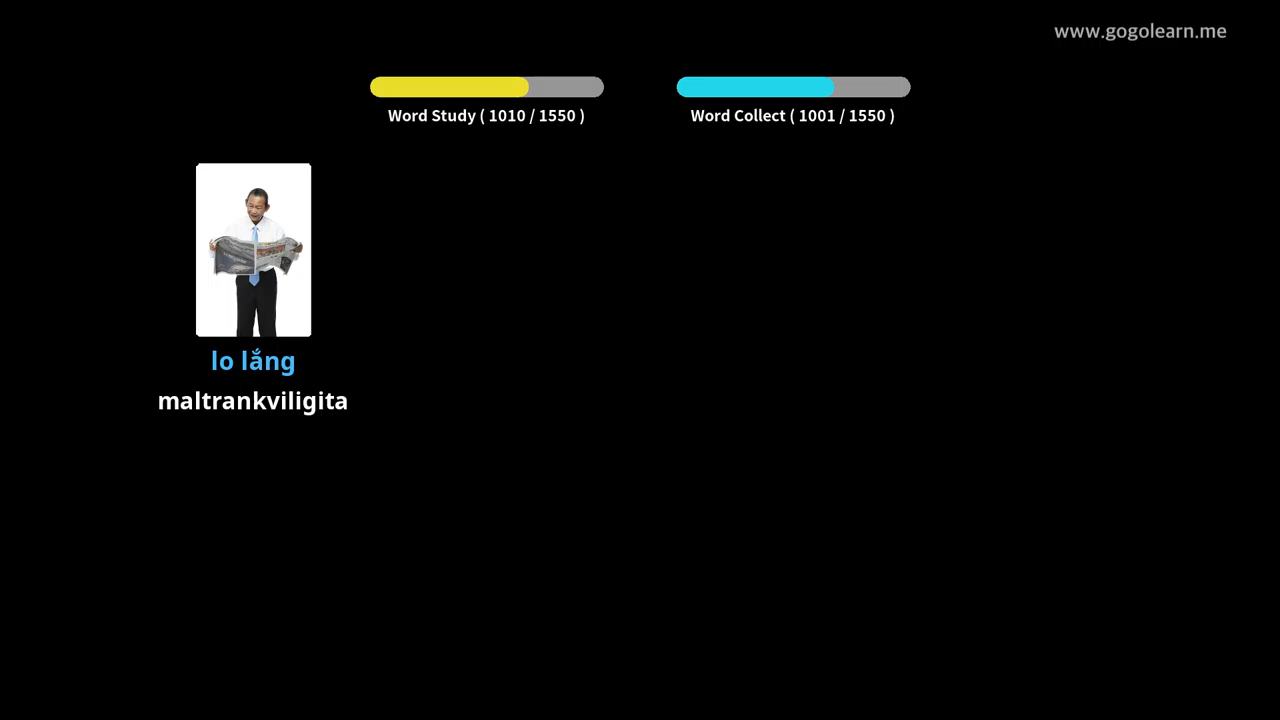 www.gogolearn.me
Word Study ( 1010 / 1550 )
Word Collect ( 1001 / 1550 )
lo lắng
maltrankviligita